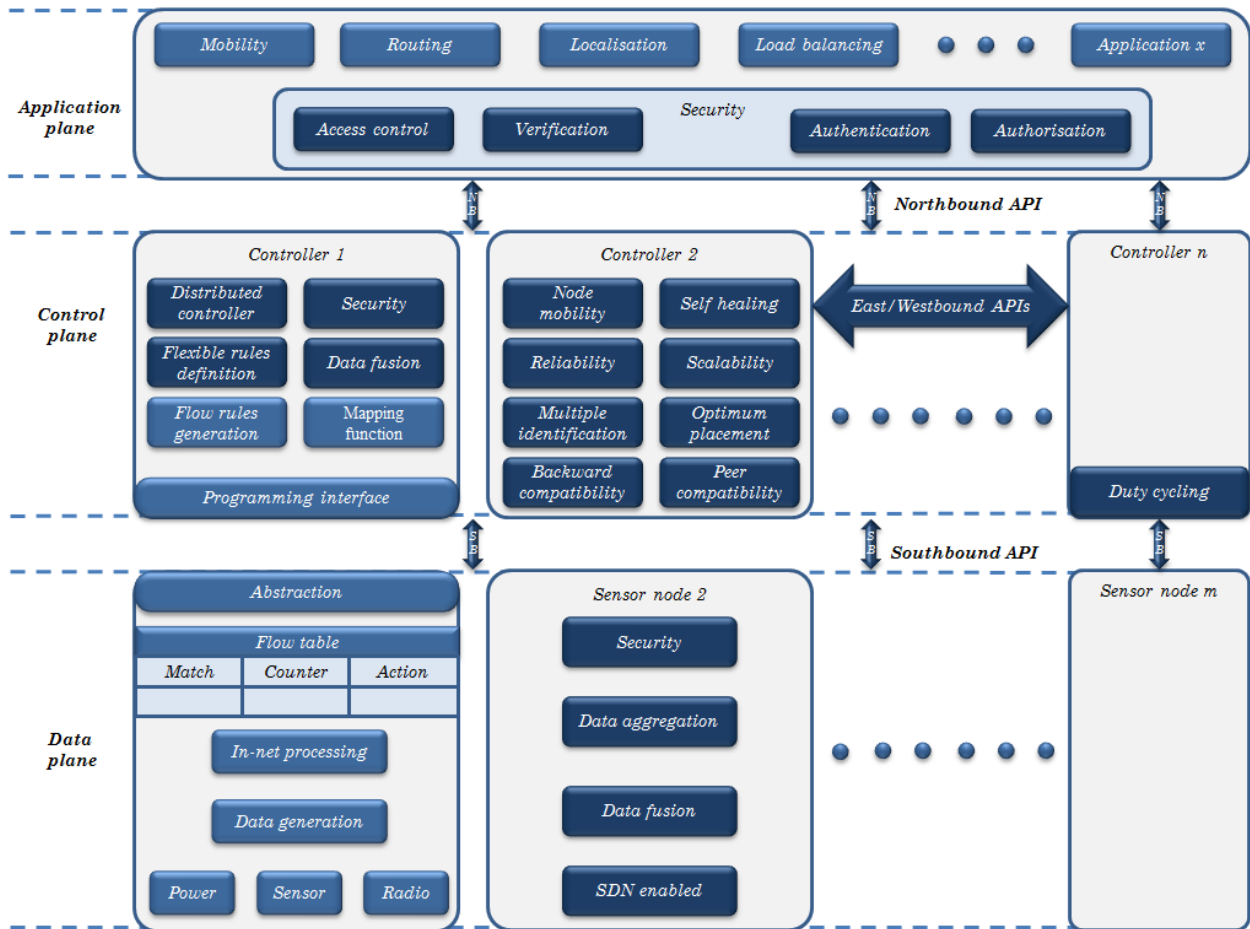 Mobility
Routing
Localisation
Load balancing
Application x
Application
plane
Security
Access control
Verification
Authentication
Authorisation
NB
NB
Northbound API
NB
Control
plane
Controller 1
Distributed
controller
Security
Flexible rules
definition
Data fusion
Flow rules
generation
Mapping
function
Programming interface
Controller 2
Node
mobility
Self healing
Reliability
Scalability
Multiple
identification
Optimum
placement
Backward
compatibility
Peer
compatibility
East/Westbound APIs
Controller n
Duty cycling
SB
SB
Southbound API
SB
Data
plane
Abstraction
Flow table
Match
Counter
Action
In-net processing
Data generation
Power
Sensor
Radio
Sensor node 2
Security
Data aggregation
Data fusion
SDN enabled
Sensor node m